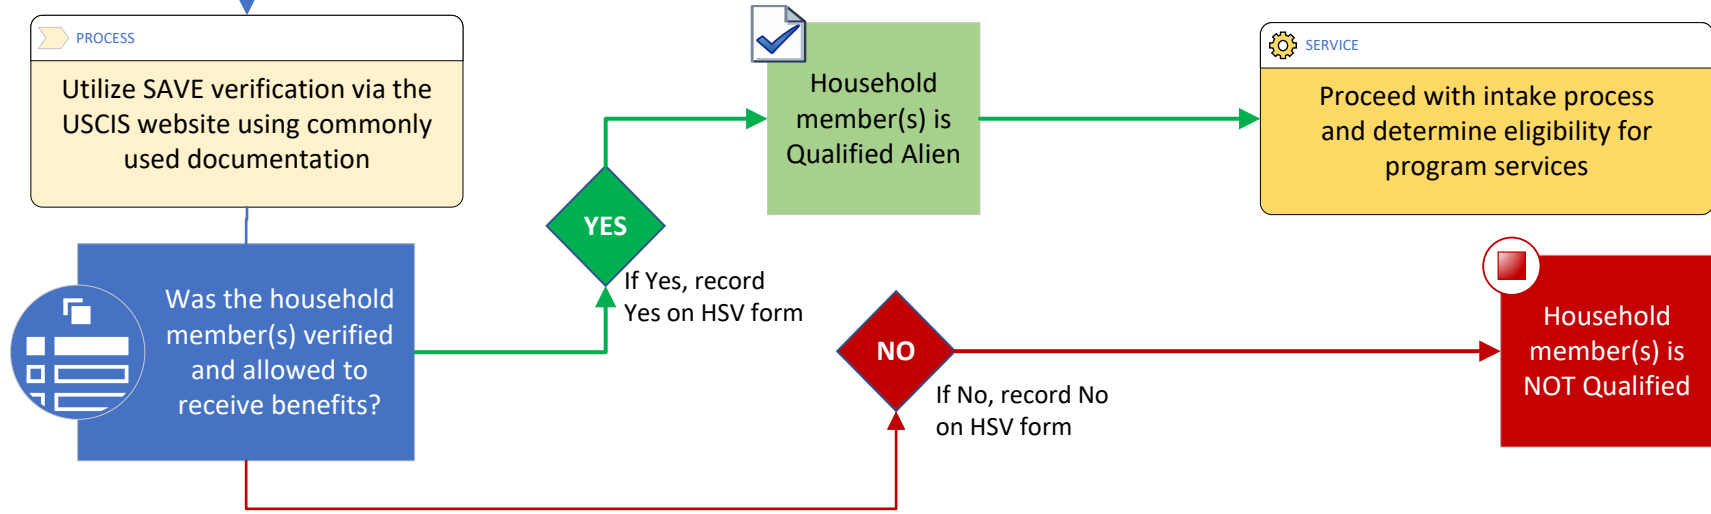 PROCESS
Utilize SAVE verification via the
USCIS website using commonly
used documentation
Household
member(s) is
Qualified Alien
SERVICE
Proceed with intake process
and determine eligibility for
program services
YES
If Yes, record
Yes on HSV form
Was the household
member(s) verified
and allowed to
receive benefits?
NO
If No, record No
on HSV form
Household
member(s) is
NOT Qualified